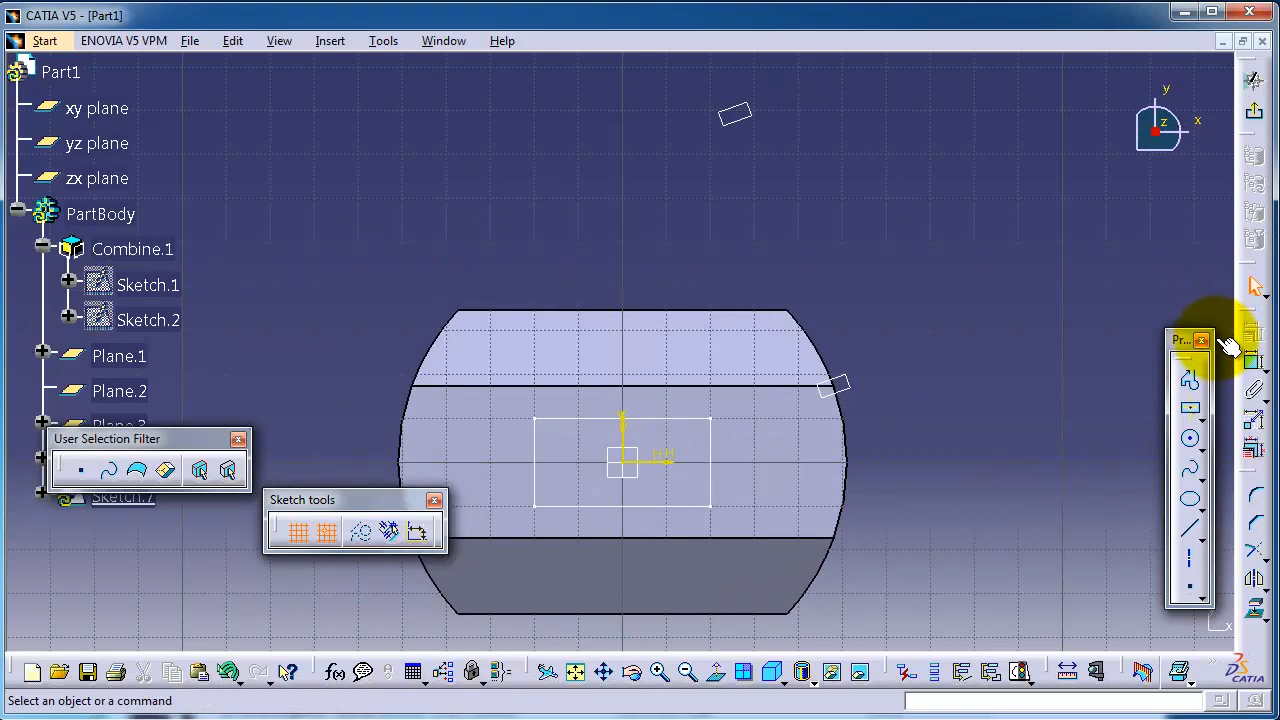 CATIA V5 - [Part1]
Start ENOVIA V5 VPM File Edit View Insert Tools Window Help
Part1
xy plane
yz plane
zx plane
PartBody
Combine.1
Sketch.1
Sketch.2
Plane.1
Plane.2
Plane.3
Sketch.7
User Selection Filter
Sketch tools
Pr...
y
x
z
V
H H
x
f(x)
CATIA
Select an object or a command